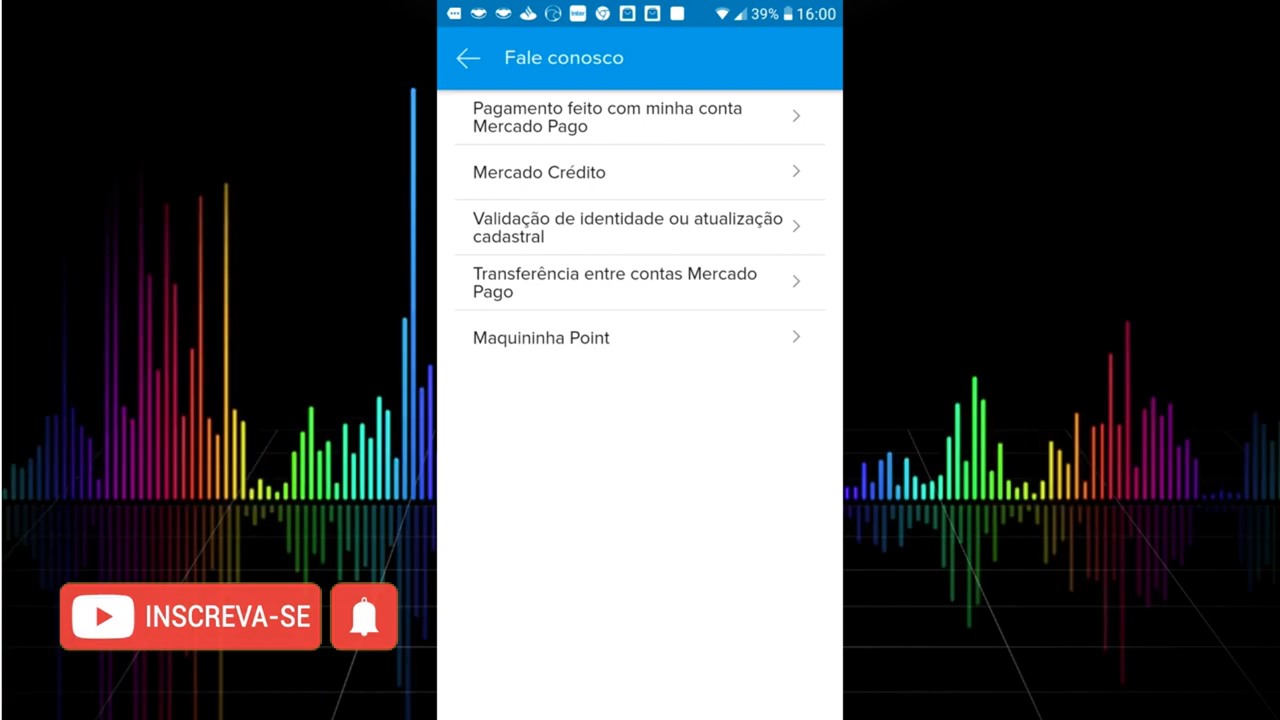 39% 16:00
Fale conosco
Pagamento feito com minha conta
Mercado Pago
Mercado Crédito
Validação de identidade ou atualização
cadastral
Transferência entre contas Mercado
Pago
Maquininha Point
INSCREVA-SE